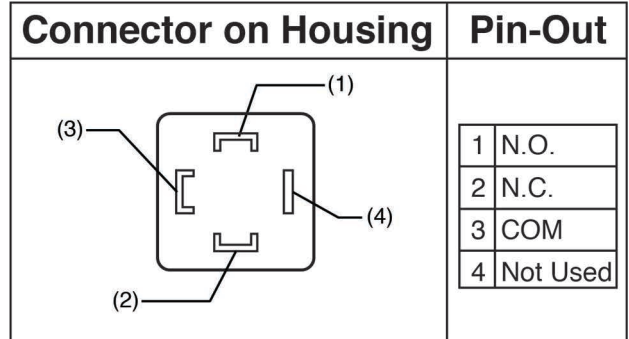 Connector on Housing
Pin-Out
(1)
(3)
(4)
(2)
1 N.O.
2 N.C.
3 COM
4 Not Used